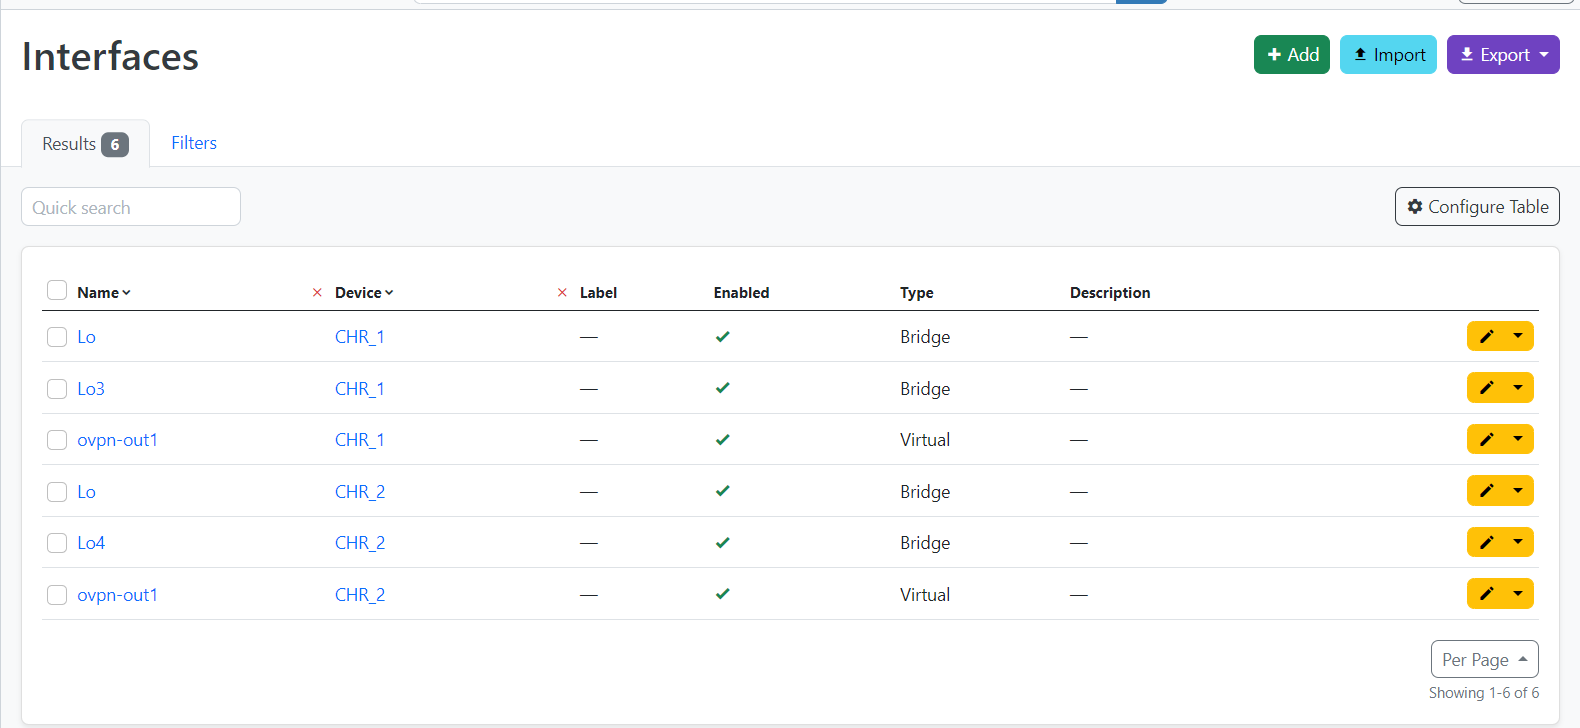 Interfaces
Add Import Export
Results 6 Filters
Quick search Configure Table
Name Device Label Enabled Type Description
Lo CHR_1 — Bridge —
Lo3 CHR_1 — Bridge —
ovpn-out1 CHR_1 — Virtual —
Lo CHR_2 — Bridge —
Lo4 CHR_2 — Bridge —
ovpn-out1 CHR_2 — Virtual —
Per Page
Showing 1-6 of 6